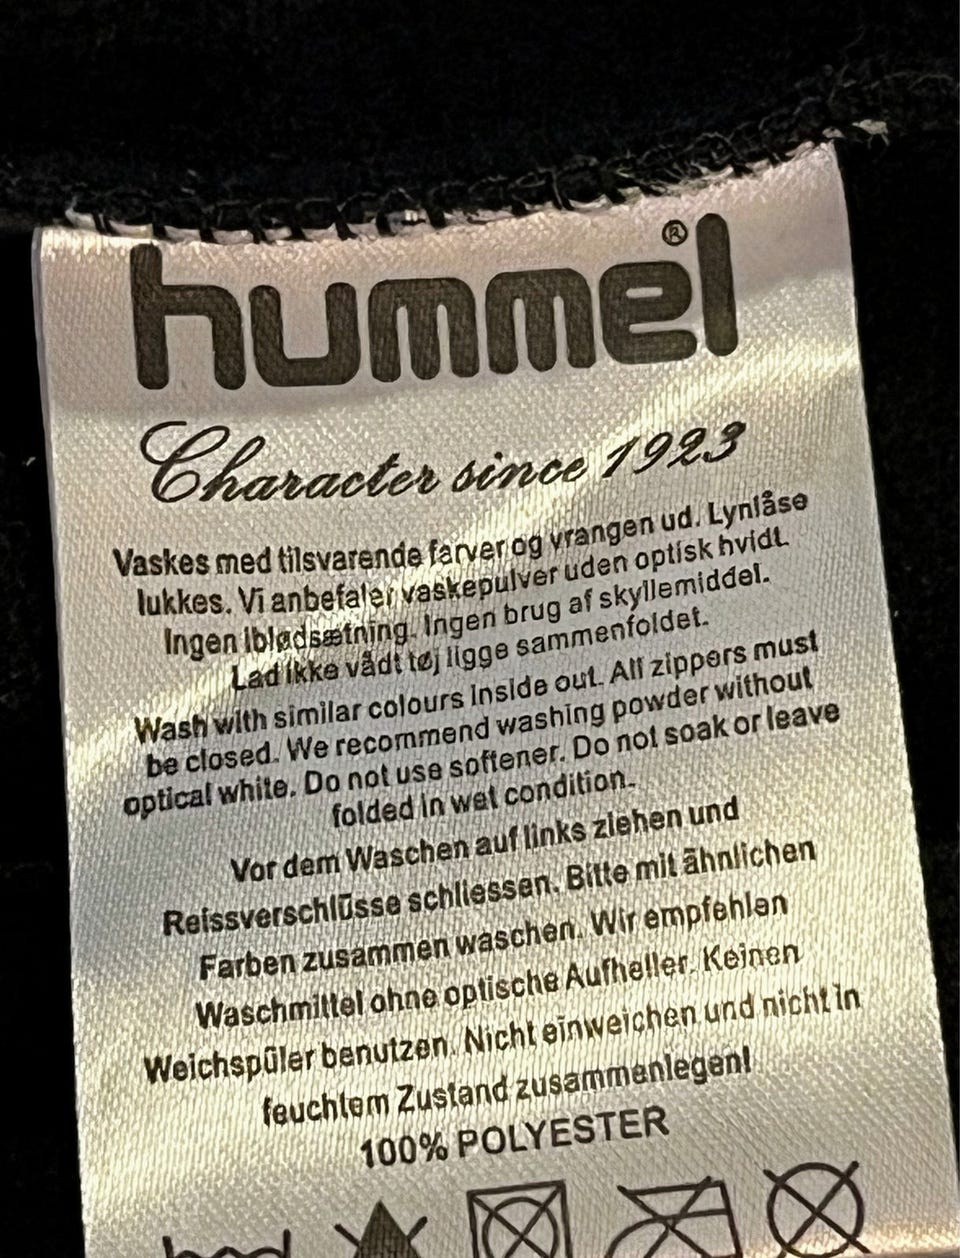 hummel®
Character since 1923
Vaskes med tilsvarende farver og vrangen ud. Lynlåse
lukkes. Vi anbefaler vaskepulver uden optisk hvidt.
Ingen iblødsætning. Ingen brug af skyllemiddel.
Lad ikke vådt tøj ligge sammenfoldet.
Wash with similar colours inside out. All zippers must
be closed. We recommend washing powder without
optical white. Do not use softener. Do not soak or leave
folded in wet condition.
Vor dem Waschen auf links ziehen und
Reissverschlüsse schliessen. Bitte mit ähnlichen
Farben zusammen waschen. Wir empfehlen
Waschmittel ohne optische Aufheller. Keinen
Weichspüler benutzen. Nicht einweichen und nicht in
feuchtem Zustand zusammenlegen!
100% POLYESTER